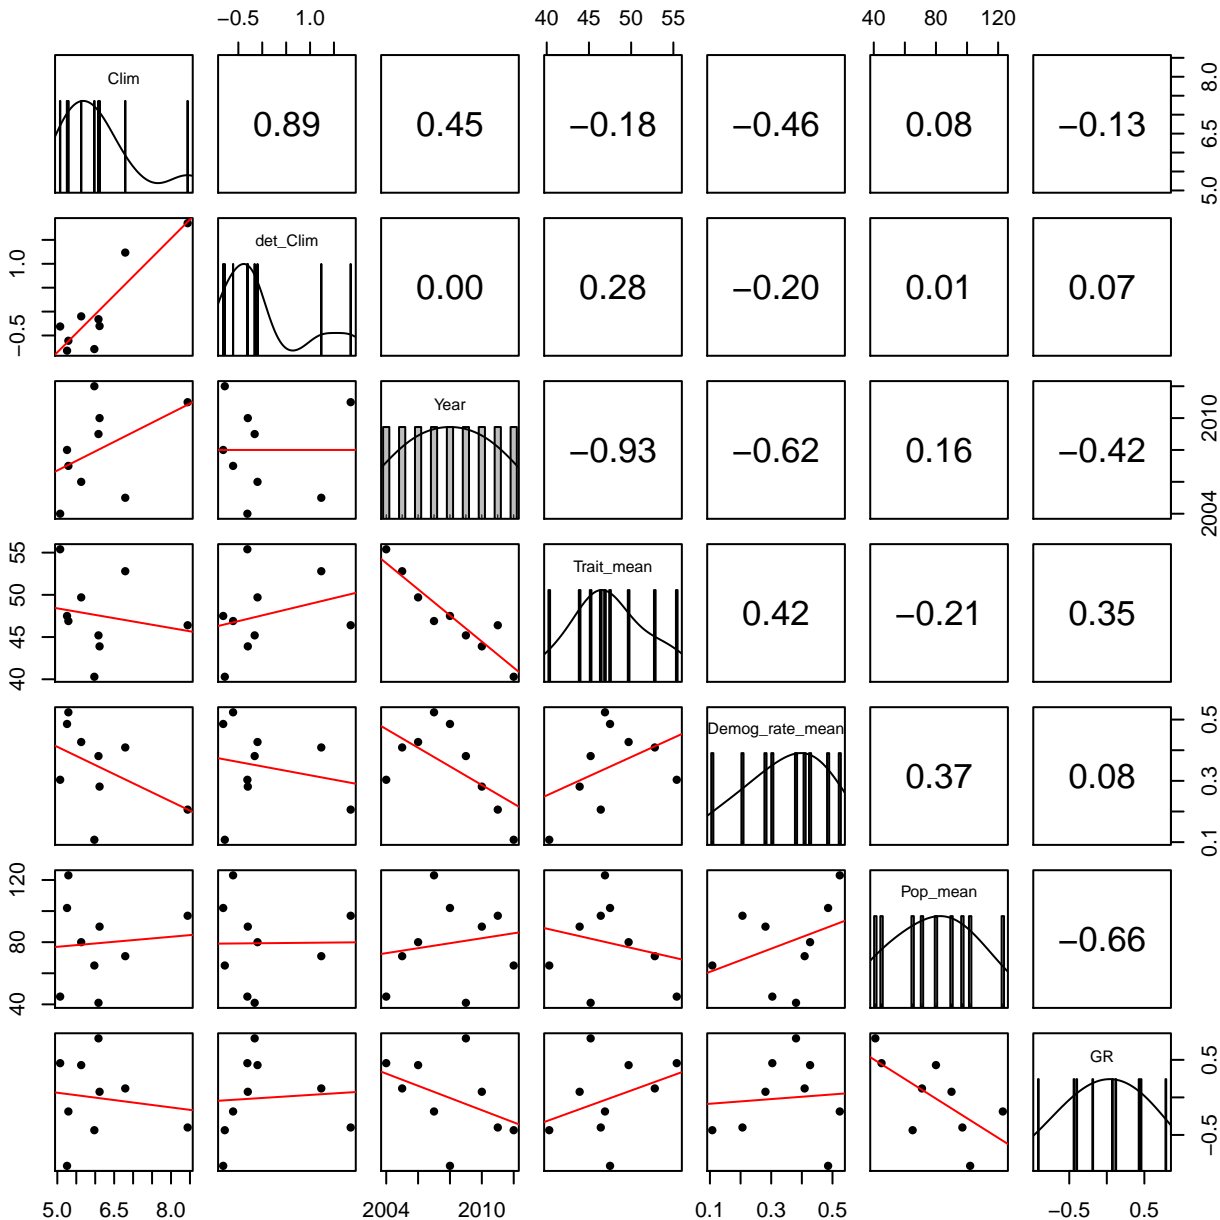 −0.5 1.0 40 45 50 55 40 80 120
Clim 0.89 0.45 −0.18 −0.46 0.08 −0.13
5.0 6.5 8.0
det_Clim 0.00 0.28 −0.20 0.01 0.07
−0.5 1.0
Year −0.93 −0.62 0.16 −0.42
2004 2010
Trait_mean 0.42 −0.21 0.35
40 45 50 55
Demog_rate_mean 0.37 0.08
0.1 0.3 0.5
Pop_mean −0.66
40 80 120
GR
−0.5 0.5
5.0 6.5 8.0 2004 2010 0.1 0.3 0.5 −0.5 0.5